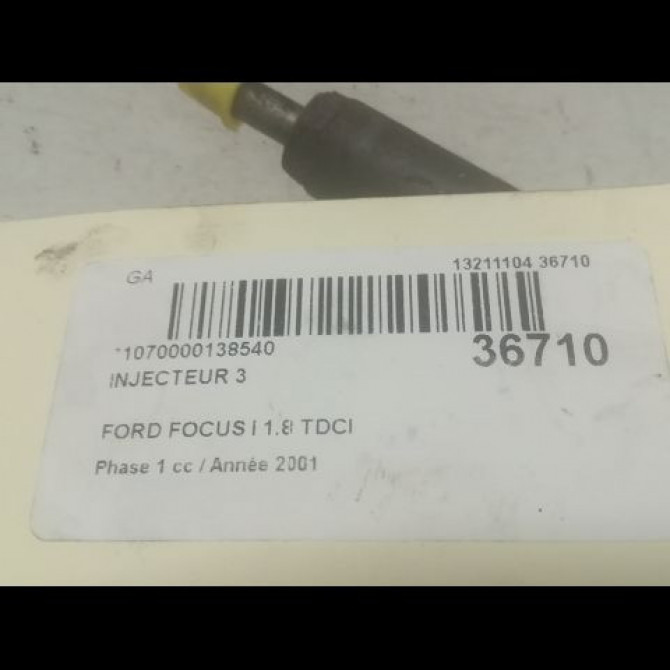 GA
13211104 36710
*1070000138540
36710
INJECTEUR 3
FORD FOCUS I 1.8 TDCI
Phase 1 cc / Année 2001